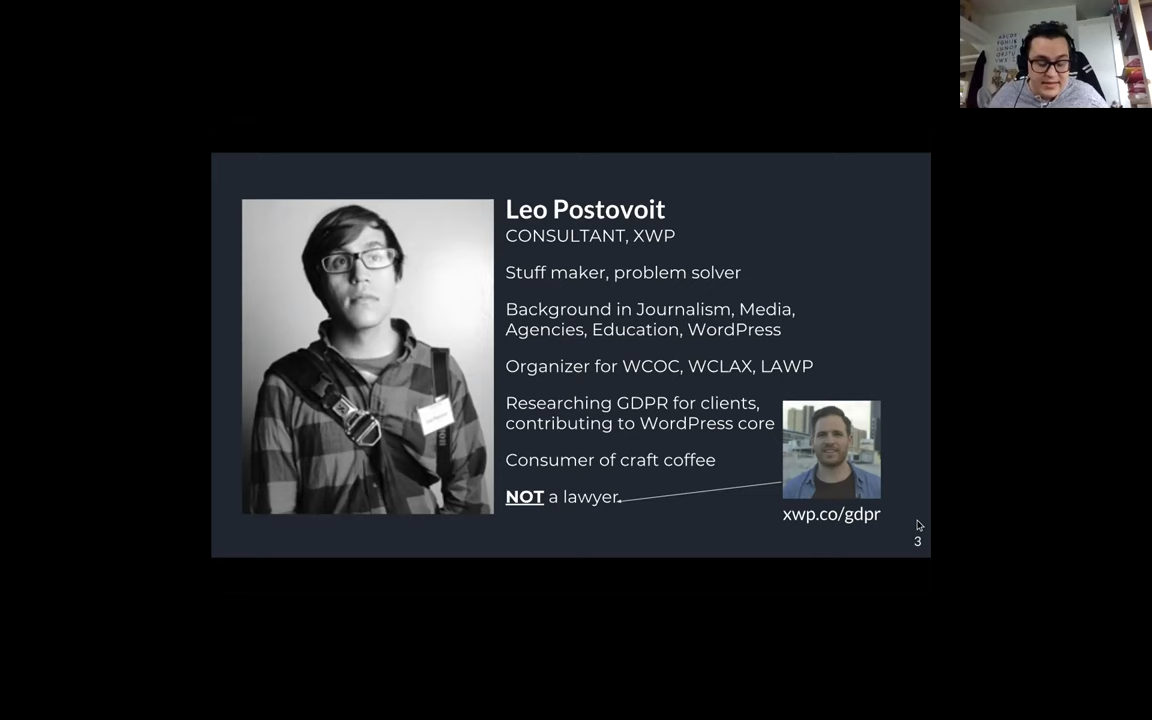 Leo Postovoit
CONSULTANT, XWP
Stuff maker, problem solver
Background in Journalism, Media,
Agencies, Education, WordPress
Organizer for WCOC, WCLAX, LAWP
Researching GDPR for clients,
contributing to WordPress core
Consumer of craft coffee
NOT a lawyer
xwp.co/gdpr
3